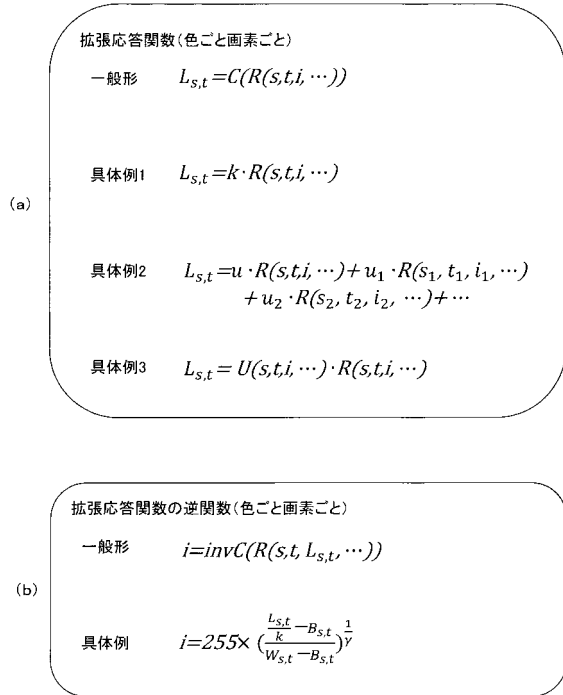 拡張応答関数(色ごと画素ごと)
一般形 L_{s,t}=C(R(s,t,i,⋯))
(a)
具体例1 L_{s,t}=k·R(s,t,i,⋯)
具体例2 L_{s,t}=u·R(s,t,i,⋯)+u_1·R(s_1, t_1, i_1, ⋯)
+u_2·R(s_2, t_2, i_2, ⋯)+⋯
具体例3 L_{s,t}= U(s,t,i,⋯)·R(s,t,i,⋯)
拡張応答関数の逆関数(色ごと画素ごと)
一般形 i=invC(R(s,t, L_{s,t},⋯))
(b)
具体例 i=255× (\frac{\frac{L_{s,t}}{k}-B_{s,t}}{W_{s,t}-B_{s,t}})^{\frac{1}{γ}}